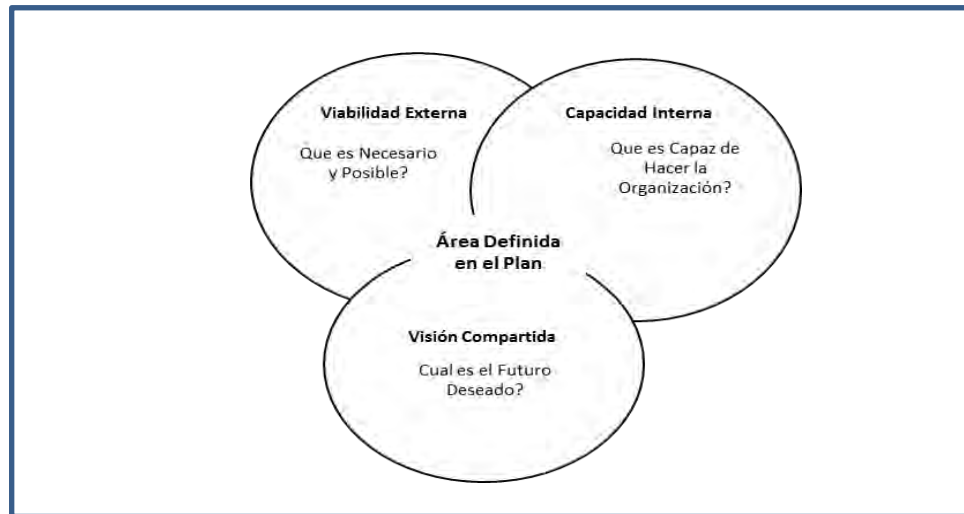 Viabilidad Externa
Que es Necesario
y Posible?
Capacidad Interna
Que es Capaz de
Hacer la
Organización?
Área Definida
en el Plan
Visión Compartida
Cual es el Futuro
Deseado?